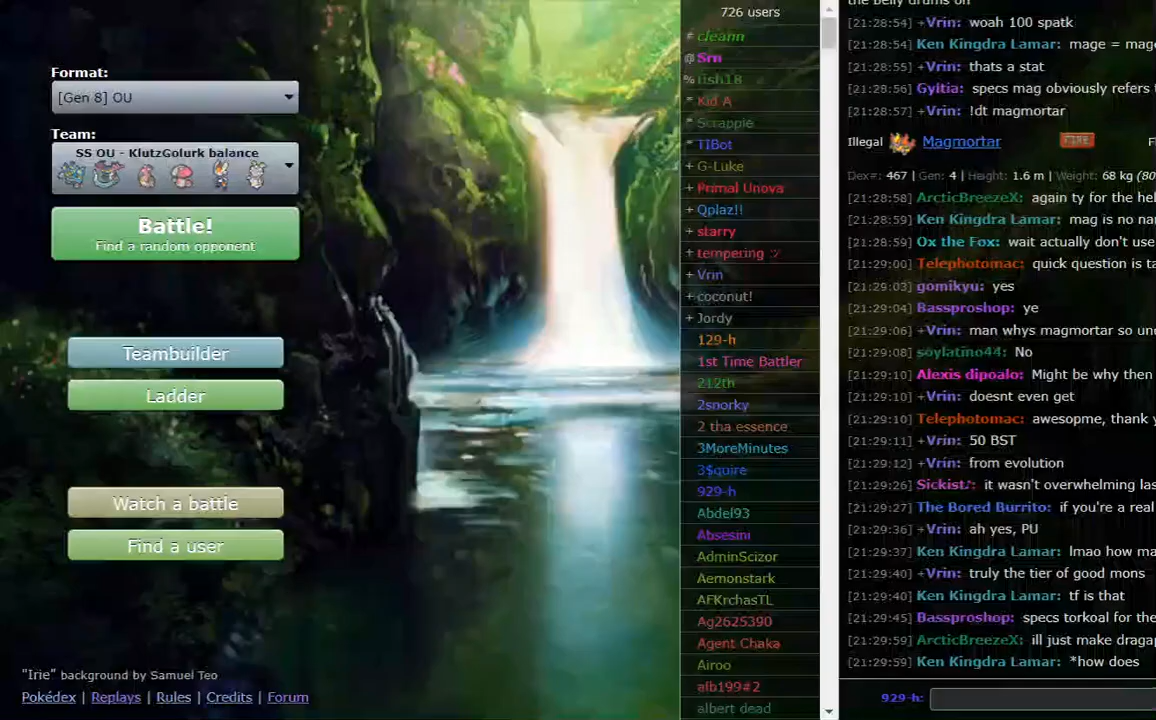 Format:
[Gen 8] OU
Team:
SS OU - KlutzGolurk balance
Battle!
Find a random opponent
Teambuilder
Ladder
Watch a battle
Find a user
"Irie" background by Samuel Teo
Pokédex | Replays | Rules | Credits | Forum
726 users
# cleann
@ Srn
% fish18
* Kid A
* Scrappie
* TIBot
+ G-Luke
+ Primal Unova
+ Qplaz!!
+ starry
+ tempering :'/
+ Vrin
+ coconut!
+ Jordy
129-h
1st Time Battler
212th
2snorky
2 tha essence
3MoreMinutes
3$quire
929-h
Abdel93
Absesini
AdminScizor
Aemonstark
AFKrchasTL
Ag2625390
Agent Chaka
Airoo
alb199#2
albert dead
the Belly drums on
[21:28:54] +Vrin: woah 100 spatk
[21:28:54] Ken Kingdra Lamar: mage = mag
[21:28:55] +Vrin: thats a stat
[21:28:56] Gyitia: specs mag obviously refers t
[21:28:57] +Vrin: !dt magmortar
Illegal Magmortar FIRE Fl
Dex#: 467 | Gen: 4 | Height: 1.6 m | Weight: 68 kg (80
[21:28:58] ArcticBreezeX: again ty for the hel
[21:28:59] Ken Kingdra Lamar: mag is no nar
[21:28:59] Ox the Fox: wait actually don't use
[21:29:00] Telephotomac: quick question is ta
[21:29:03] gomikyu: yes
[21:29:04] Bassproshop: ye
[21:29:06] +Vrin: man whys magmortar so und
[21:29:08] soylatino44: No
[21:29:10] Alexis dipoalo: Might be why then
[21:29:10] +Vrin: doesnt even get
[21:29:10] Telephotomac: awesopme, thank y
[21:29:11] +Vrin: 50 BST
[21:29:12] +Vrin: from evolution
[21:29:26] Sickist♪: it wasn't overwhelming las
[21:29:27] The Bored Burrito: if you're a real
[21:29:36] +Vrin: ah yes, PU
[21:29:37] Ken Kingdra Lamar: lmao how ma
[21:29:40] +Vrin: truly the tier of good mons
[21:29:40] Ken Kingdra Lamar: tf is that
[21:29:45] Bassproshop: specs torkoal for the
[21:29:59] ArcticBreezeX: ill just make dragap
[21:29:59] Ken Kingdra Lamar: *how does
929-h: